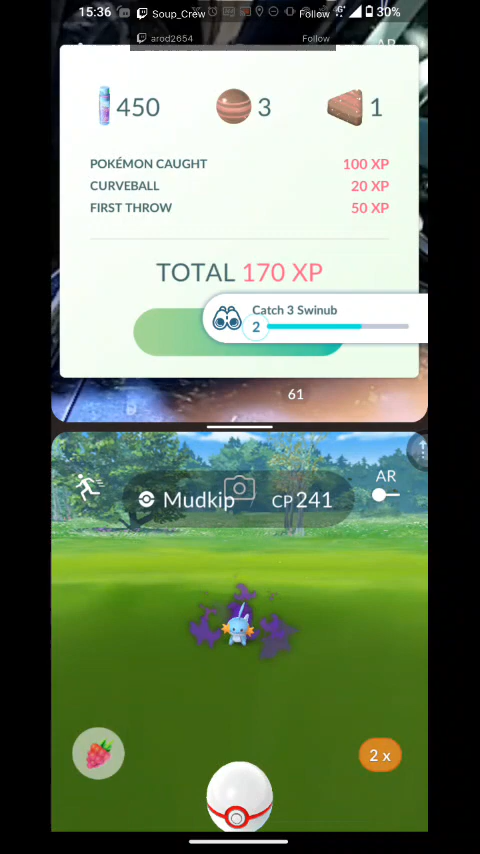 15:36
Soup_Crew
Follow
30%
arod2654
Follow
AR
450
3
1
POKÉMON CAUGHT
100 XP
CURVEBALL
20 XP
FIRST THROW
50 XP
TOTAL 170 XP
Catch 3 Swinub
2
61
AR
Mudkip
CP 241
2 x